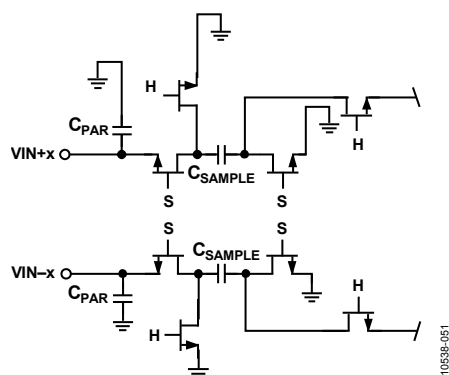 H
C_PAR
VIN+x
H
C_SAMPLE
S
S
S
S
C_SAMPLE
VIN–x
C_PAR
H
H
10538-051